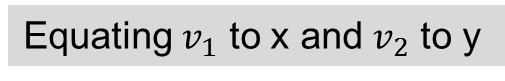 Equating v₁ to x and v₂ to y